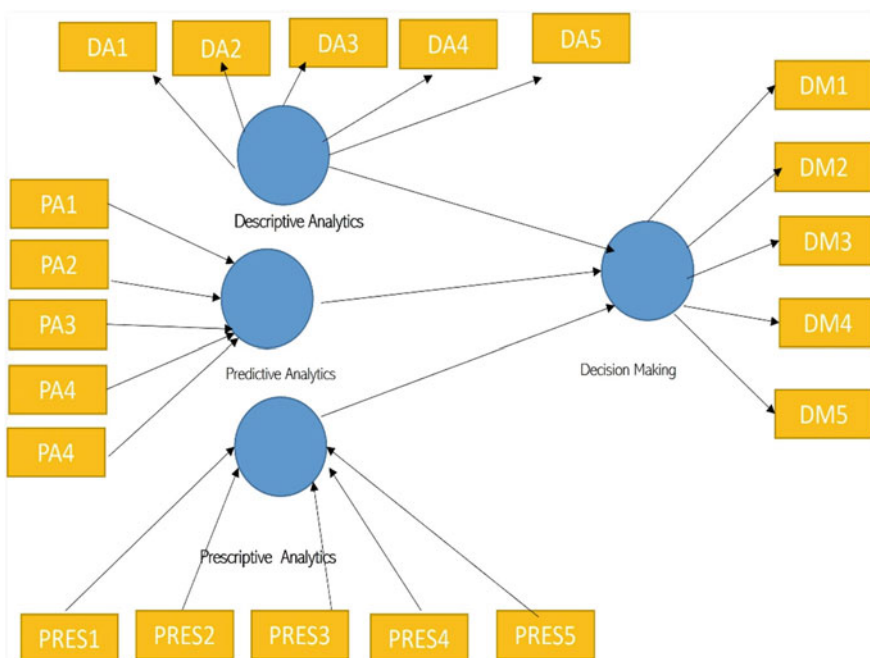 DA1
DA2
DA3
DA4
DA5
DM1
DM2
DM3
DM4
DM5
Descriptive Analytics
PA1
PA2
PA3
PA4
PA4
Predictive Analytics
Decision Making
Prescriptive Analytics
PRES1
PRES2
PRES3
PRES4
PRES5